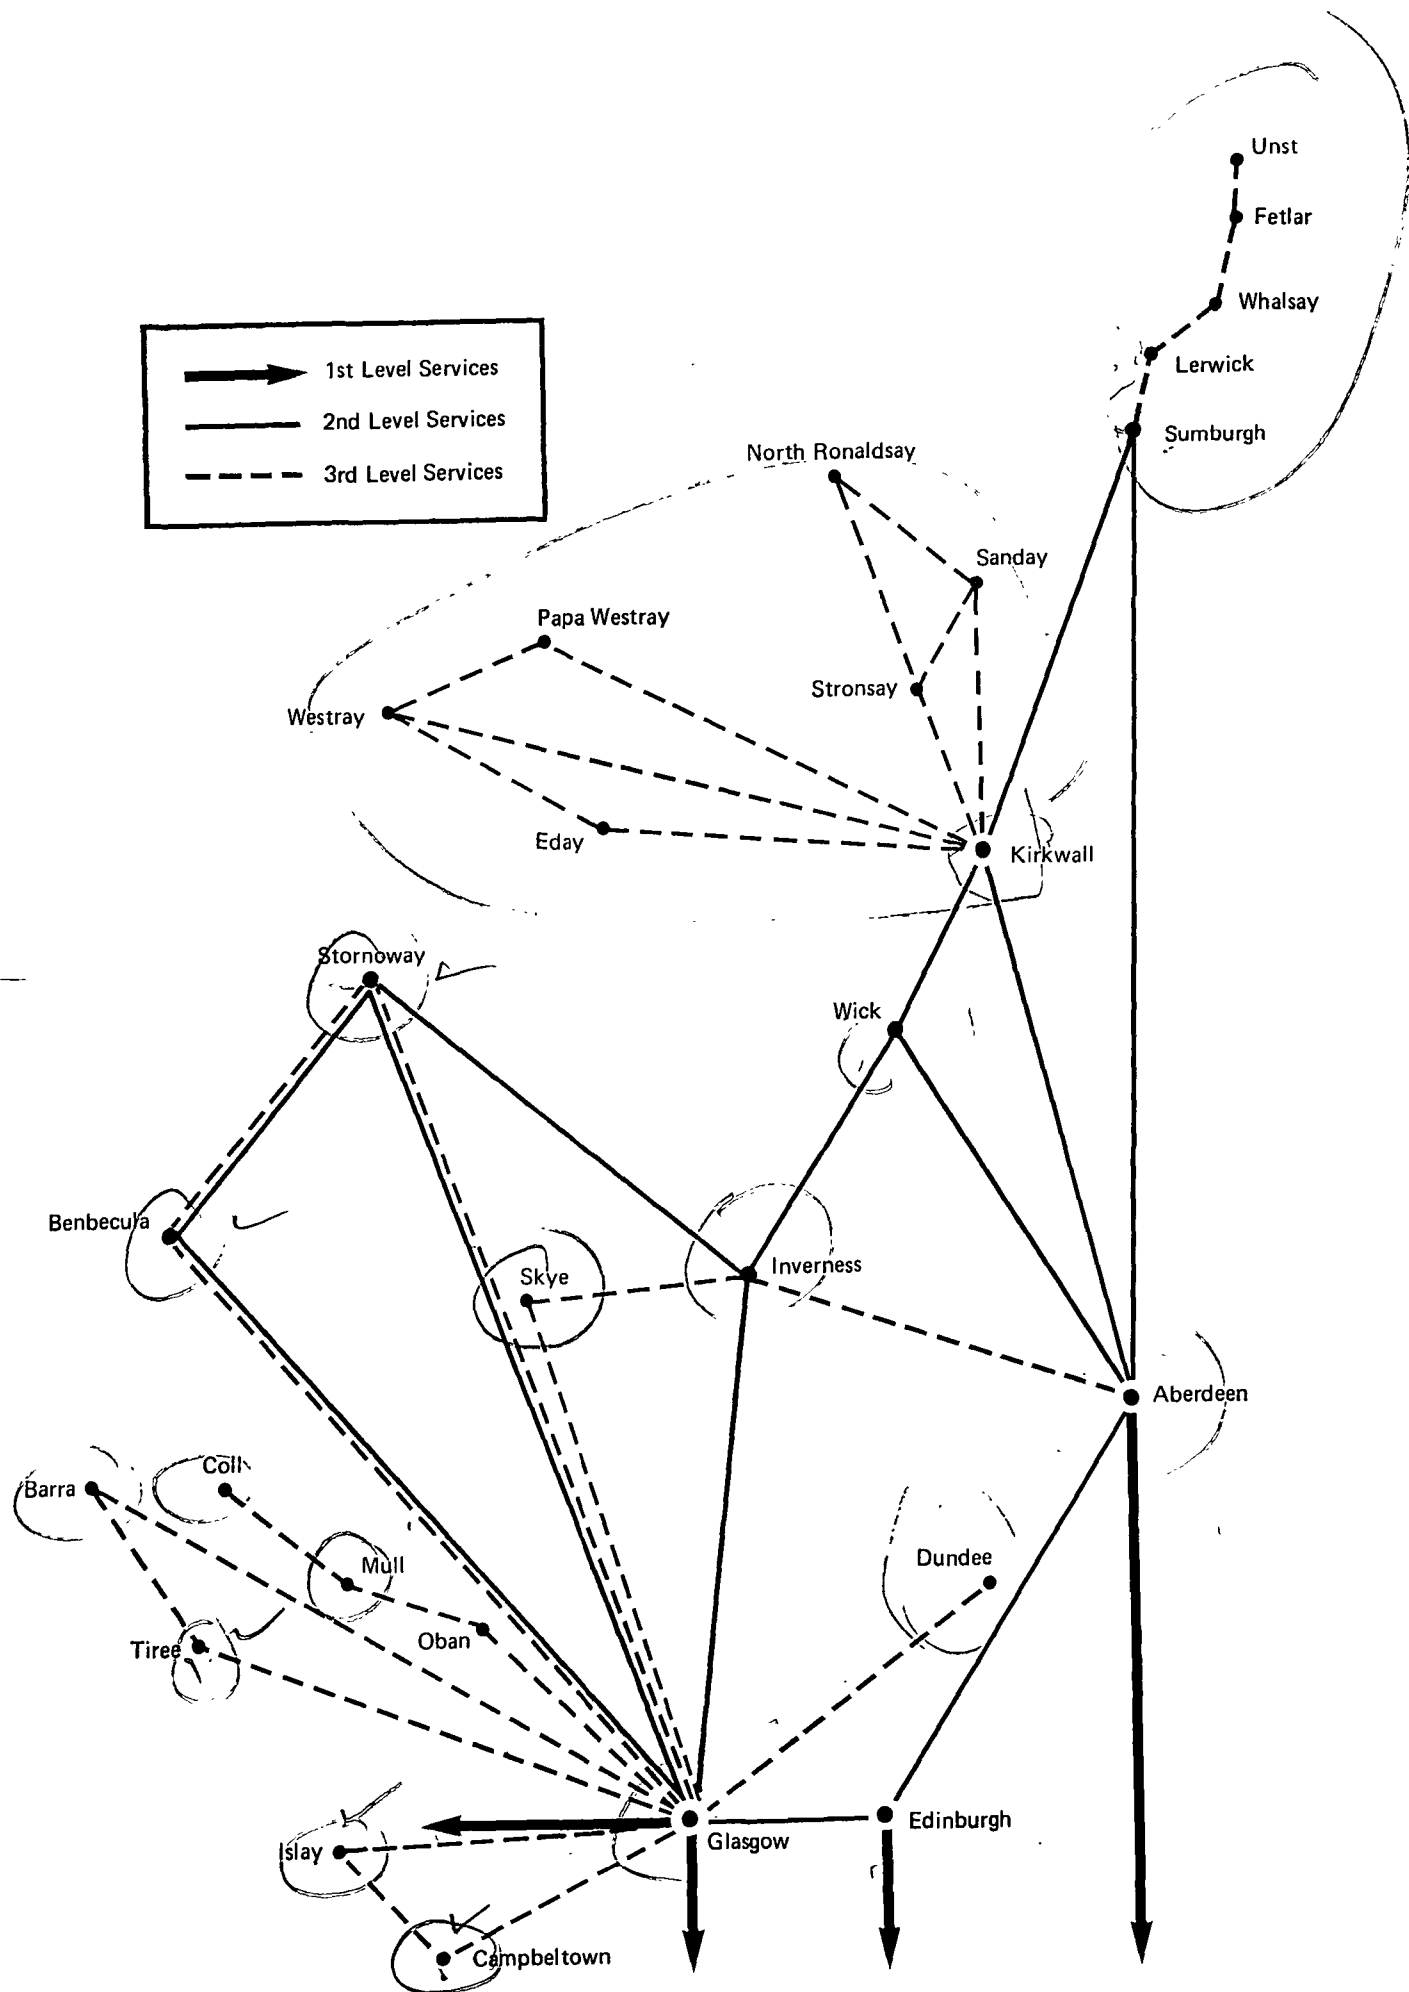 Unst
Fetlar
Whalsay
Lerwick
Sumburgh
1st Level Services
2nd Level Services
3rd Level Services
North Ronaldsay
Sanday
Papa Westray
Stronsay
Westray
Eday
Kirkwall
Stornoway
Wick
Benbecula
Skye
Inverness
Aberdeen
Coll
Barra
Mull
Dundee
Oban
Tiree
Edinburgh
Glasgow
Islay
Campbeltown